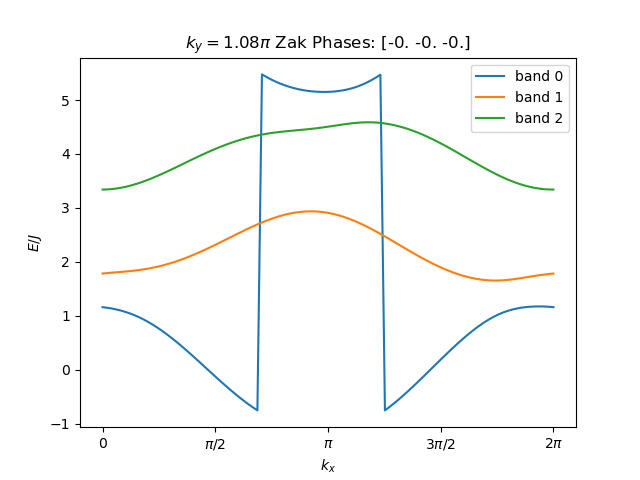 k_y = 1.08π Zak Phases: [-0. -0. -0.]
band 0
band 1
band 2
E/J
5
4
3
2
1
0
−1
0
π/2
π
3π/2
2π
k_x